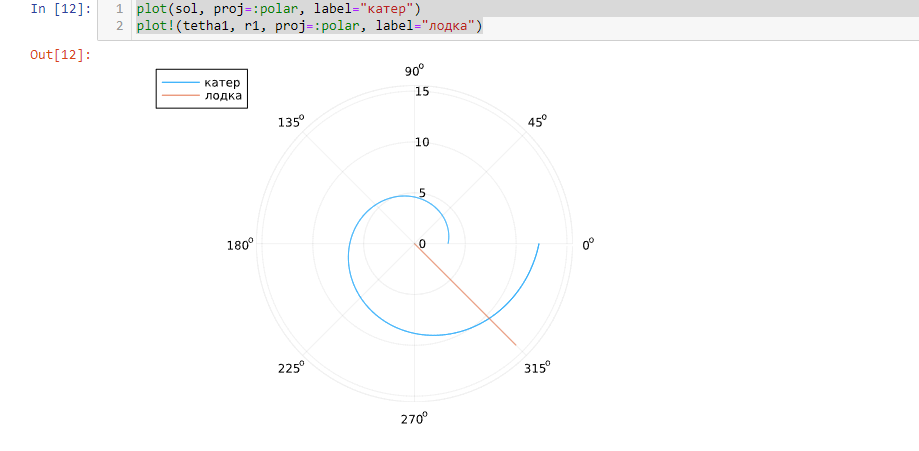 In [12]:
1 plot(sol, proj=:polar, label="катер")
2 plot!(tetha1, r1, proj=:polar, label="лодка")
Out[12]:
катер
лодка
90°
15
135°
45°
10
5
180°
0
0°
225°
315°
270°